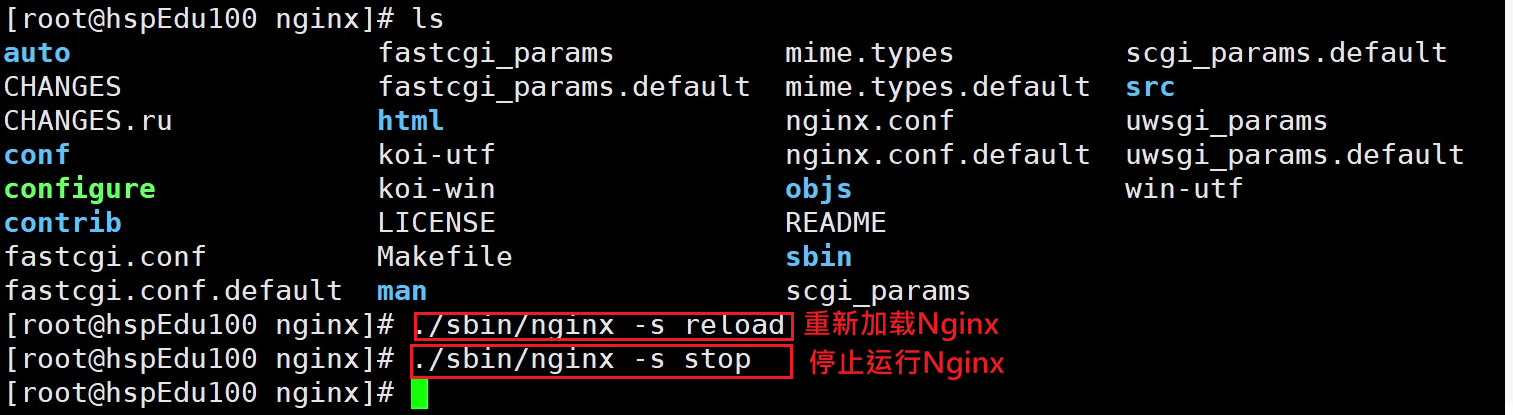 [root@hspEdu100 nginx]# ls
auto fastcgi_params mime.types scgi_params.default
CHANGES fastcgi_params.default mime.types.default src
CHANGES.ru html nginx.conf uwsgi_params
conf koi-utf nginx.conf.default uwsgi_params.default
configure koi-win objs win-utf
contrib LICENSE README
fastcgi.conf Makefile sbin
fastcgi.conf.default man scgi_params
[root@hspEdu100 nginx]# ./sbin/nginx -s reload 重新加载Nginx
[root@hspEdu100 nginx]# ./sbin/nginx -s stop 停止运行Nginx
[root@hspEdu100 nginx]#